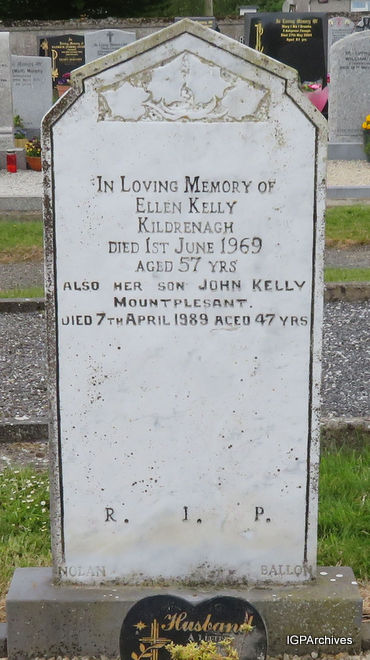 In Loving Memory of
Ellen Kelly
Kildrenagh
died 1st June 1969
aged 57 yrs
also her son John Kelly
Mountplesant.
died 7th April 1989 aged 47 yrs
R. I. P.
NOLAN BALLON
Husband
IGPArchives